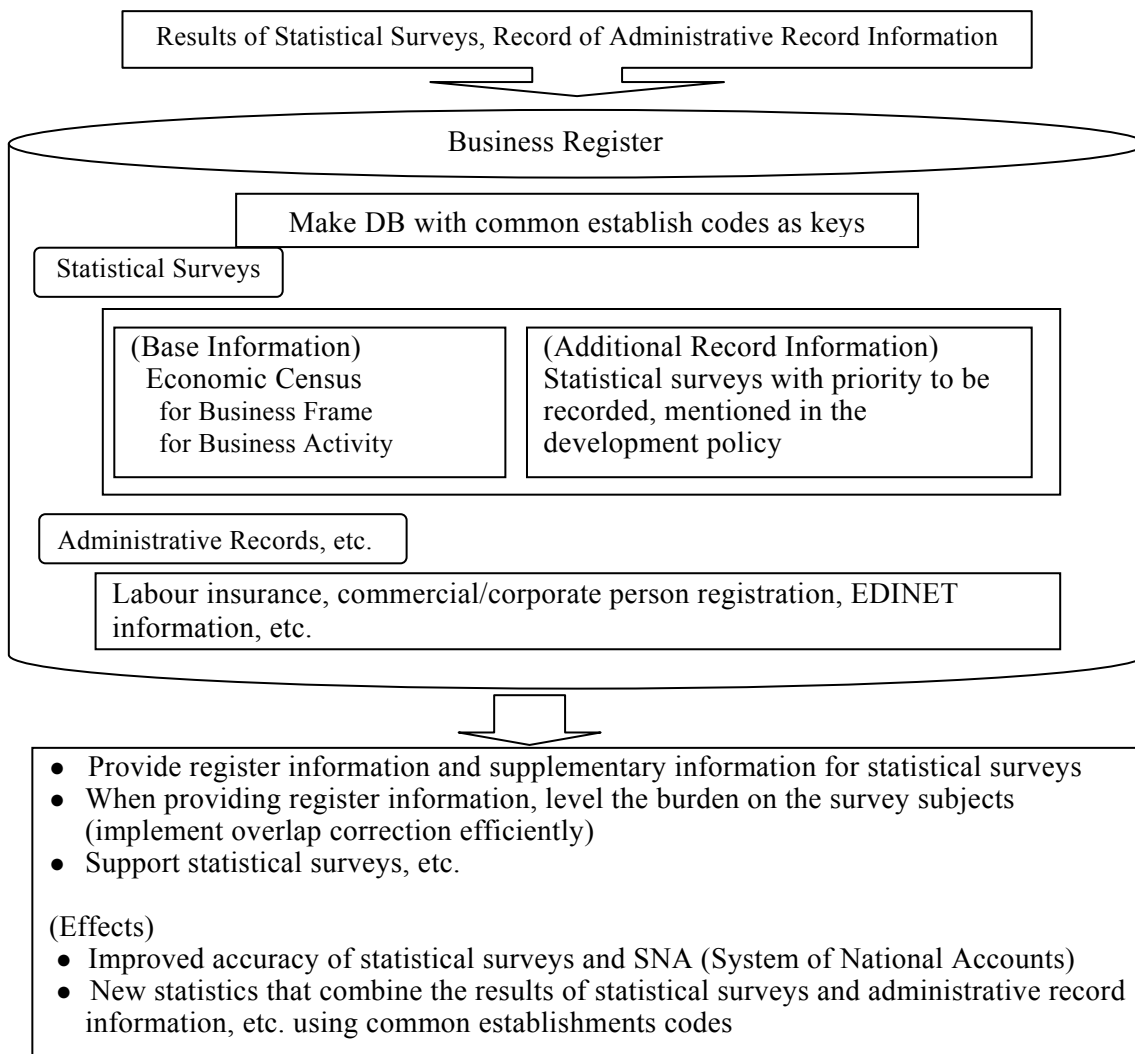 Results of Statistical Surveys, Record of Administrative Record Information
Business Register
Make DB with common establish codes as keys
Statistical Surveys
(Base Information)
Economic Census
for Business Frame
for Business Activity
(Additional Record Information)
Statistical surveys with priority to be
recorded, mentioned in the
development policy
Administrative Records, etc.
Labour insurance, commercial/corporate person registration, EDINET
information, etc.
● Provide register information and supplementary information for statistical surveys
● When providing register information, level the burden on the survey subjects
(implement overlap correction efficiently)
● Support statistical surveys, etc.
(Effects)
● Improved accuracy of statistical surveys and SNA (System of National Accounts)
● New statistics that combine the results of statistical surveys and administrative record
information, etc. using common establishments codes